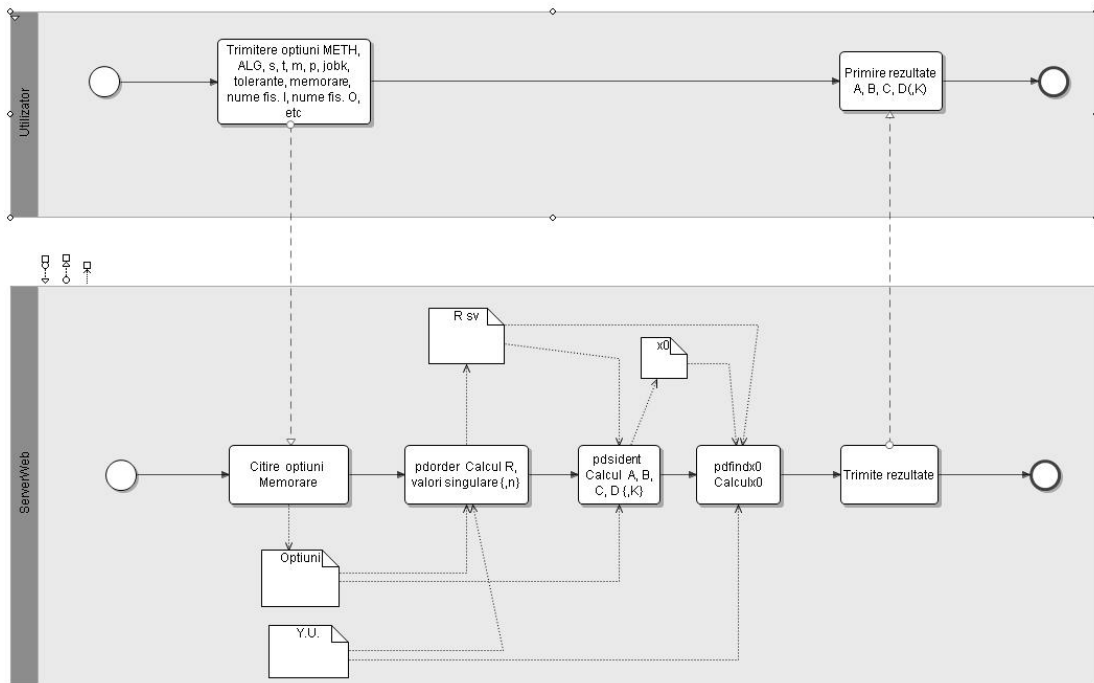 Utilizator
Trimitere optiuni METH,
ALG, s, t, m, p, jobk,
tolerante, memorare,
nume fis. I, nume fis. O,
etc
Primire rezultate
A, B, C, D(,K)
ServerWeb
R sv
x0
Citire optiuni
Memorare
pdorder Calcul R,
valori singulare{,n}
pdsident
Calcul A, B,
C, D {,K}
pdfindx0
Calculx0
Trimite rezultate
Optiuni
Y.U.